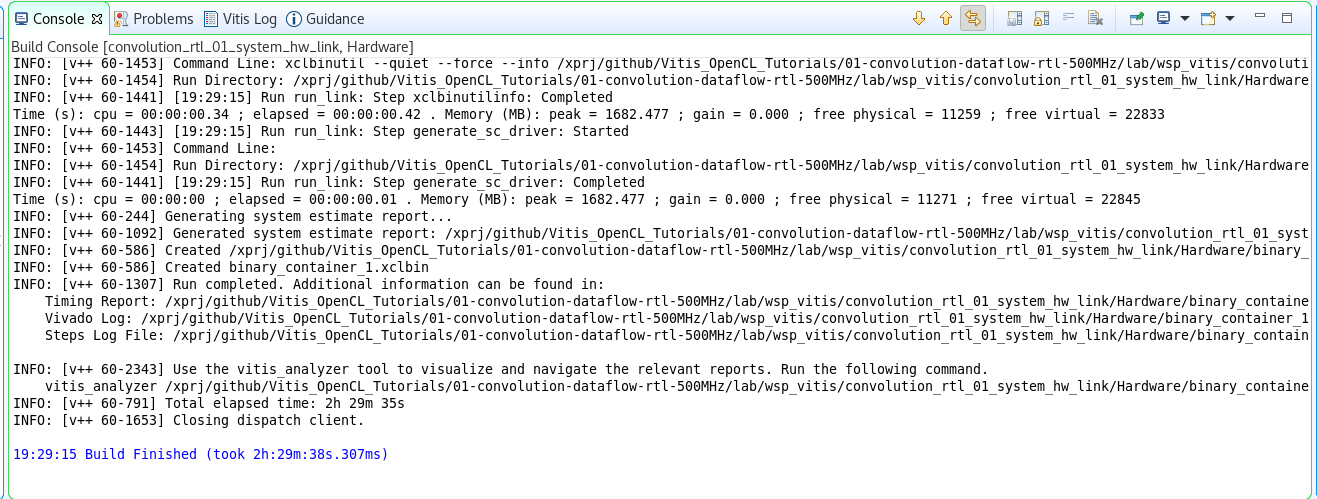 Console Problems Vitis Log Guidance
Build Console [convolution_rtl_01_system_hw_link, Hardware]
INFO: [v++ 60-1453] Command Line: xclbinutil --quiet --force --info /xprj/github/Vitis_OpenCL_Tutorials/01-convolution-dataflow-rtl-500MHz/lab/wsp_vitis/convoluti
INFO: [v++ 60-1454] Run Directory: /xprj/github/Vitis_OpenCL_Tutorials/01-convolution-dataflow-rtl-500MHz/lab/wsp_vitis/convolution_rtl_01_system_hw_link/Hardware
INFO: [v++ 60-1441] [19:29:15] Run run_link: Step xclbinutilinfo: Completed
Time (s): cpu = 00:00:00.34 ; elapsed = 00:00:00.42 . Memory (MB): peak = 1682.477 ; gain = 0.000 ; free physical = 11259 ; free virtual = 22833
INFO: [v++ 60-1443] [19:29:15] Run run_link: Step generate_sc_driver: Started
INFO: [v++ 60-1453] Command Line:
INFO: [v++ 60-1454] Run Directory: /xprj/github/Vitis_OpenCL_Tutorials/01-convolution-dataflow-rtl-500MHz/lab/wsp_vitis/convolution_rtl_01_system_hw_link/Hardware
INFO: [v++ 60-1441] [19:29:15] Run run_link: Step generate_sc_driver: Completed
Time (s): cpu = 00:00:00 ; elapsed = 00:00:00.01 . Memory (MB): peak = 1682.477 ; gain = 0.000 ; free physical = 11271 ; free virtual = 22845
INFO: [v++ 60-244] Generating system estimate report...
INFO: [v++ 60-1092] Generated system estimate report: /xprj/github/Vitis_OpenCL_Tutorials/01-convolution-dataflow-rtl-500MHz/lab/wsp_vitis/convolution_rtl_01_syst
INFO: [v++ 60-586] Created /xprj/github/Vitis_OpenCL_Tutorials/01-convolution-dataflow-rtl-500MHz/lab/wsp_vitis/convolution_rtl_01_system_hw_link/Hardware/binary_
INFO: [v++ 60-586] Created binary_container_1.xclbin
INFO: [v++ 60-1307] Run completed. Additional information can be found in:
Timing Report: /xprj/github/Vitis_OpenCL_Tutorials/01-convolution-dataflow-rtl-500MHz/lab/wsp_vitis/convolution_rtl_01_system_hw_link/Hardware/binary_containe
Vivado Log: /xprj/github/Vitis_OpenCL_Tutorials/01-convolution-dataflow-rtl-500MHz/lab/wsp_vitis/convolution_rtl_01_system_hw_link/Hardware/binary_container_1
Steps Log File: /xprj/github/Vitis_OpenCL_Tutorials/01-convolution-dataflow-rtl-500MHz/lab/wsp_vitis/convolution_rtl_01_system_hw_link/Hardware/binary_contain
INFO: [v++ 60-2343] Use the vitis_analyzer tool to visualize and navigate the relevant reports. Run the following command.
vitis_analyzer /xprj/github/Vitis_OpenCL_Tutorials/01-convolution-dataflow-rtl-500MHz/lab/wsp_vitis/convolution_rtl_01_system_hw_link/Hardware/binary_containe
INFO: [v++ 60-791] Total elapsed time: 2h 29m 35s
INFO: [v++ 60-1653] Closing dispatch client.
19:29:15 Build Finished (took 2h:29m:38s.307ms)